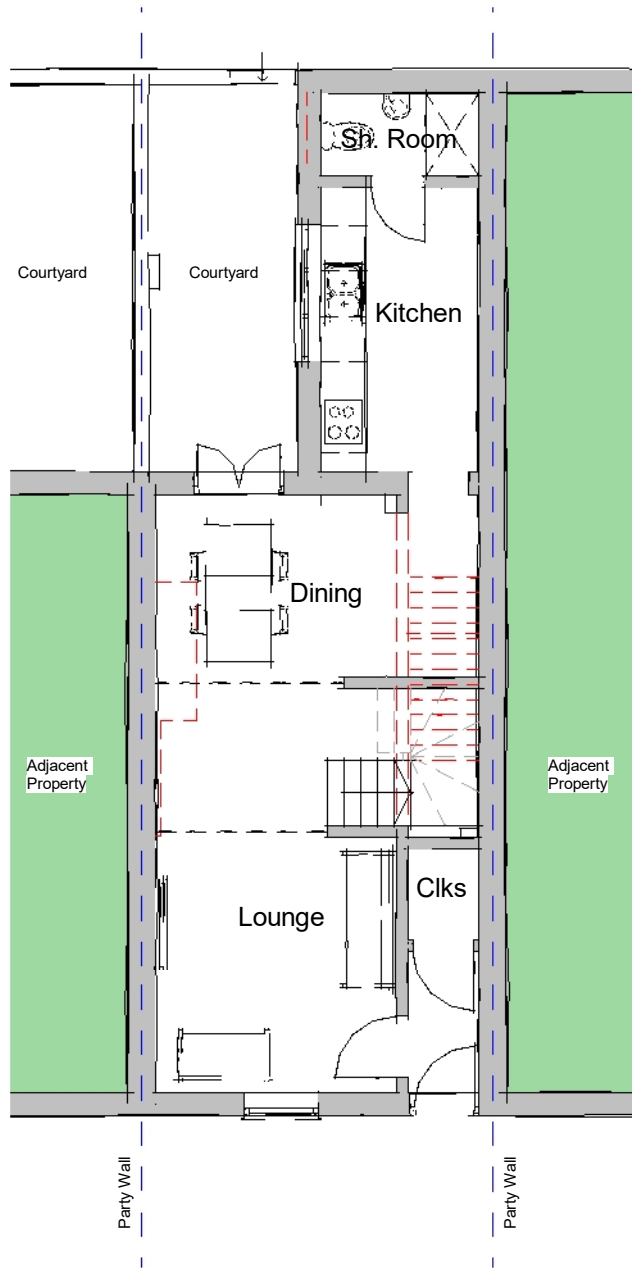 Sh. Room
Courtyard
Courtyard
Kitchen
Dining
Adjacent
Property
Adjacent
Property
Clks
Lounge
Party Wall
Party Wall